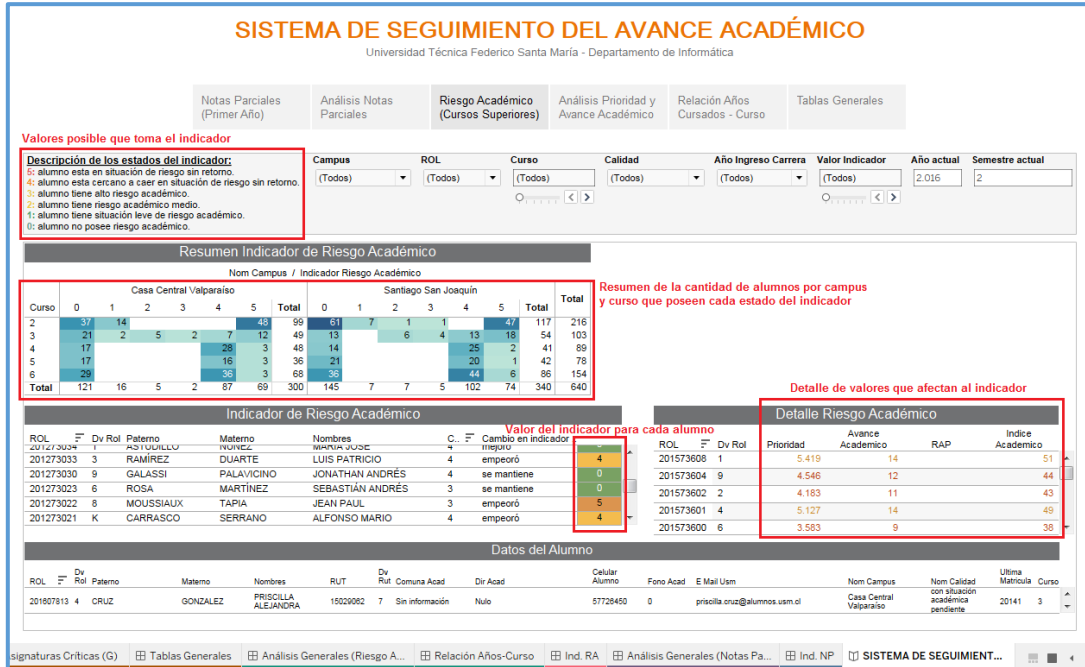 SISTEMA DE SEGUIMIENTO DEL AVANCE ACADÉMICO
Universidad Técnica Federico Santa María - Departamento de Informática
Notas Parciales (Primer Año)
Análisis Notas Parciales
Riesgo Académico (Cursos Superiores)
Análisis Prioridad y Avance Académico
Relación Años Cursados - Curso
Tablas Generales
Valores posible que toma el indicador
Descripción de los estados del indicador:
5: alumno esta en situación de riesgo sin retorno.
4: alumno esta cercano a caer en situación de riesgo sin retorno.
3: alumno tiene alto riesgo académico.
2: alumno tiene riesgo académico medio.
1: alumno tiene situación leve de riesgo académico.
0: alumno no posee riesgo académico.
Campus ROL Curso Calidad Año Ingreso Carrera Valor Indicador Año actual Semestre actual
(Todos) (Todos) (Todos) (Todos) (Todos) (Todos) 2.016 2
Resumen Indicador de Riesgo Académico
Nom Campus / Indicador Riesgo Académico
Casa Central Valparaíso Santiago San Joaquín
Curso 0 1 2 3 4 5 Total 0 1 2 3 4 5 Total Total
2 37 14 48 99 61 7 1 1 47 117 216
3 21 2 5 2 7 12 49 13 6 4 13 18 54 103
4 17 28 3 48 14 25 2 41 89
5 17 16 3 36 21 20 1 42 78
6 29 36 3 68 36 44 6 86 154
Total 121 16 5 2 87 69 300 145 7 7 5 102 74 340 640
Resumen de la cantidad de alumnos por campus
y curso que poseen cada estado del indicador
Detalle de valores que afectan al indicador
Indicador de Riesgo Académico
Valor del indicador para cada alumno
ROL Dv Rol Paterno Materno Nombres C.. Cambio en indicador
201273034 1 ASTUDILLO NUÑEZ MARIA JOSE 4 mejoró
201273033 3 RAMÍREZ DUARTE LUIS PATRICIO 4 empeoró 4
201273030 9 GALASSI PALAVICINO JONATHAN ANDRÉS 4 se mantiene 0
201273023 6 ROSA MARTÍNEZ SEBASTIÁN ANDRÉS 3 se mantiene 0
201273022 8 MOUSSIAUX TAPIA JEAN PAUL 3 empeoró 5
201273021 K CARRASCO SERRANO ALFONSO MARIO 4 empeoró 4
Detalle Riesgo Académico
ROL Dv Rol Prioridad Avance Academico RAP Indice Academico
201573608 1 5.419 14 51
201573604 9 4.546 12 44
201573602 2 4.183 11 43
201573601 4 5.127 14 49
201573600 6 3.583 9 38
Datos del Alumno
ROL Dv Rol Paterno Materno Nombres RUT Dv Rut Comuna Acad Dir Acad Celular Alumno Fono Acad E Mail Usm Nom Campus Nom Calidad Ultima Matricula Curso
201607813 4 CRUZ GONZALEZ PRISCILLA ALEJANDRA 15029062 7 Sin información Nulo 57726450 0 priscilla.cruz@alumnos.usm.cl Casa Central Valparaíso con situación académica pendiente 20141 3
signaturas Críticas (G) Tablas Generales Análisis Generales (Riesgo A... Relación Años-Curso Ind. RA Análisis Generales (Notas Pa... Ind. NP SISTEMA DE SEGUIMIENT...